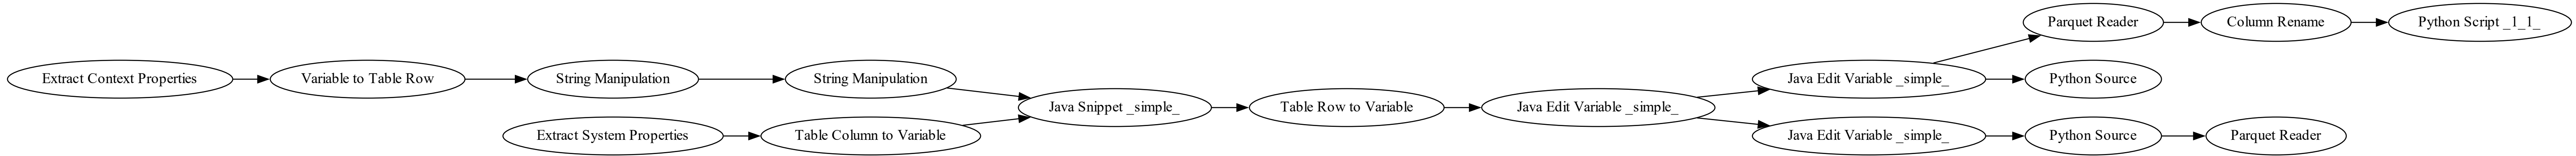 Parquet Reader
Column Rename
Python Script _1_1_
Extract Context Properties
Variable to Table Row
String Manipulation
String Manipulation
Java Edit Variable _simple_
Python Source
Java Snippet _simple_
Table Row to Variable
Java Edit Variable _simple_
Extract System Properties
Table Column to Variable
Java Edit Variable _simple_
Python Source
Parquet Reader